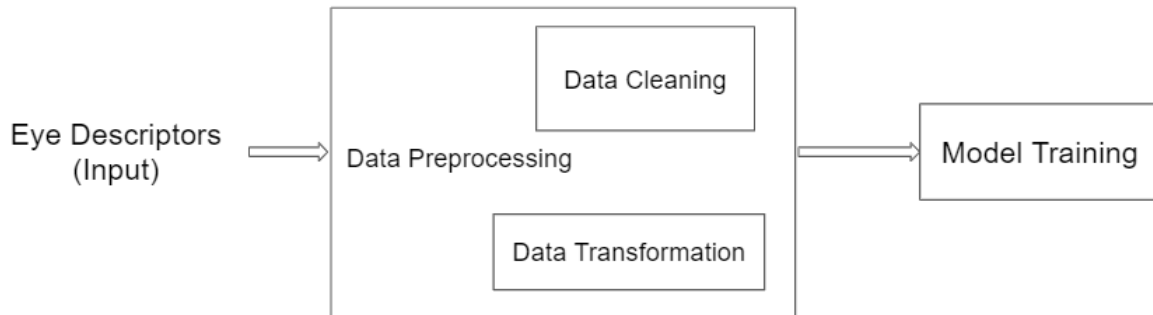 Eye Descriptors
(Input)
Data Preprocessing
Data Cleaning
Data Transformation
Model Training